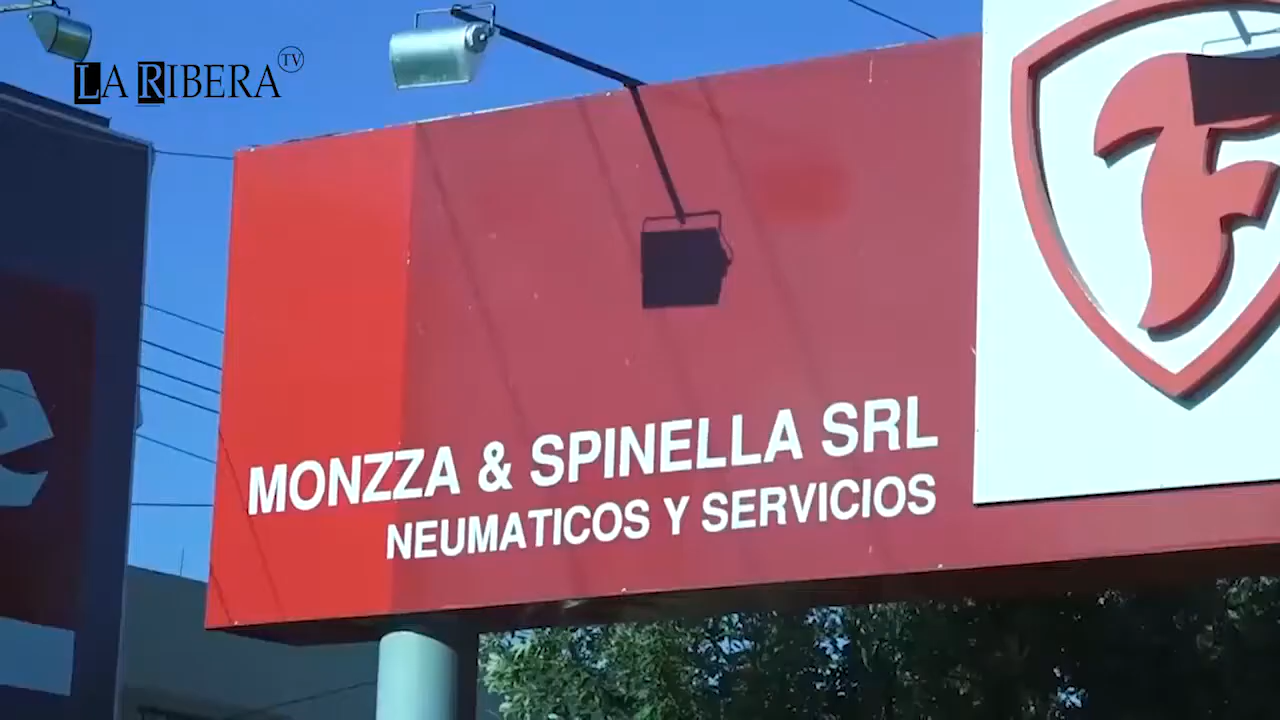 LA RIBERA TV
MONZZA & SPINELLA SRL
NEUMATICOS Y SERVICIOS
F
e